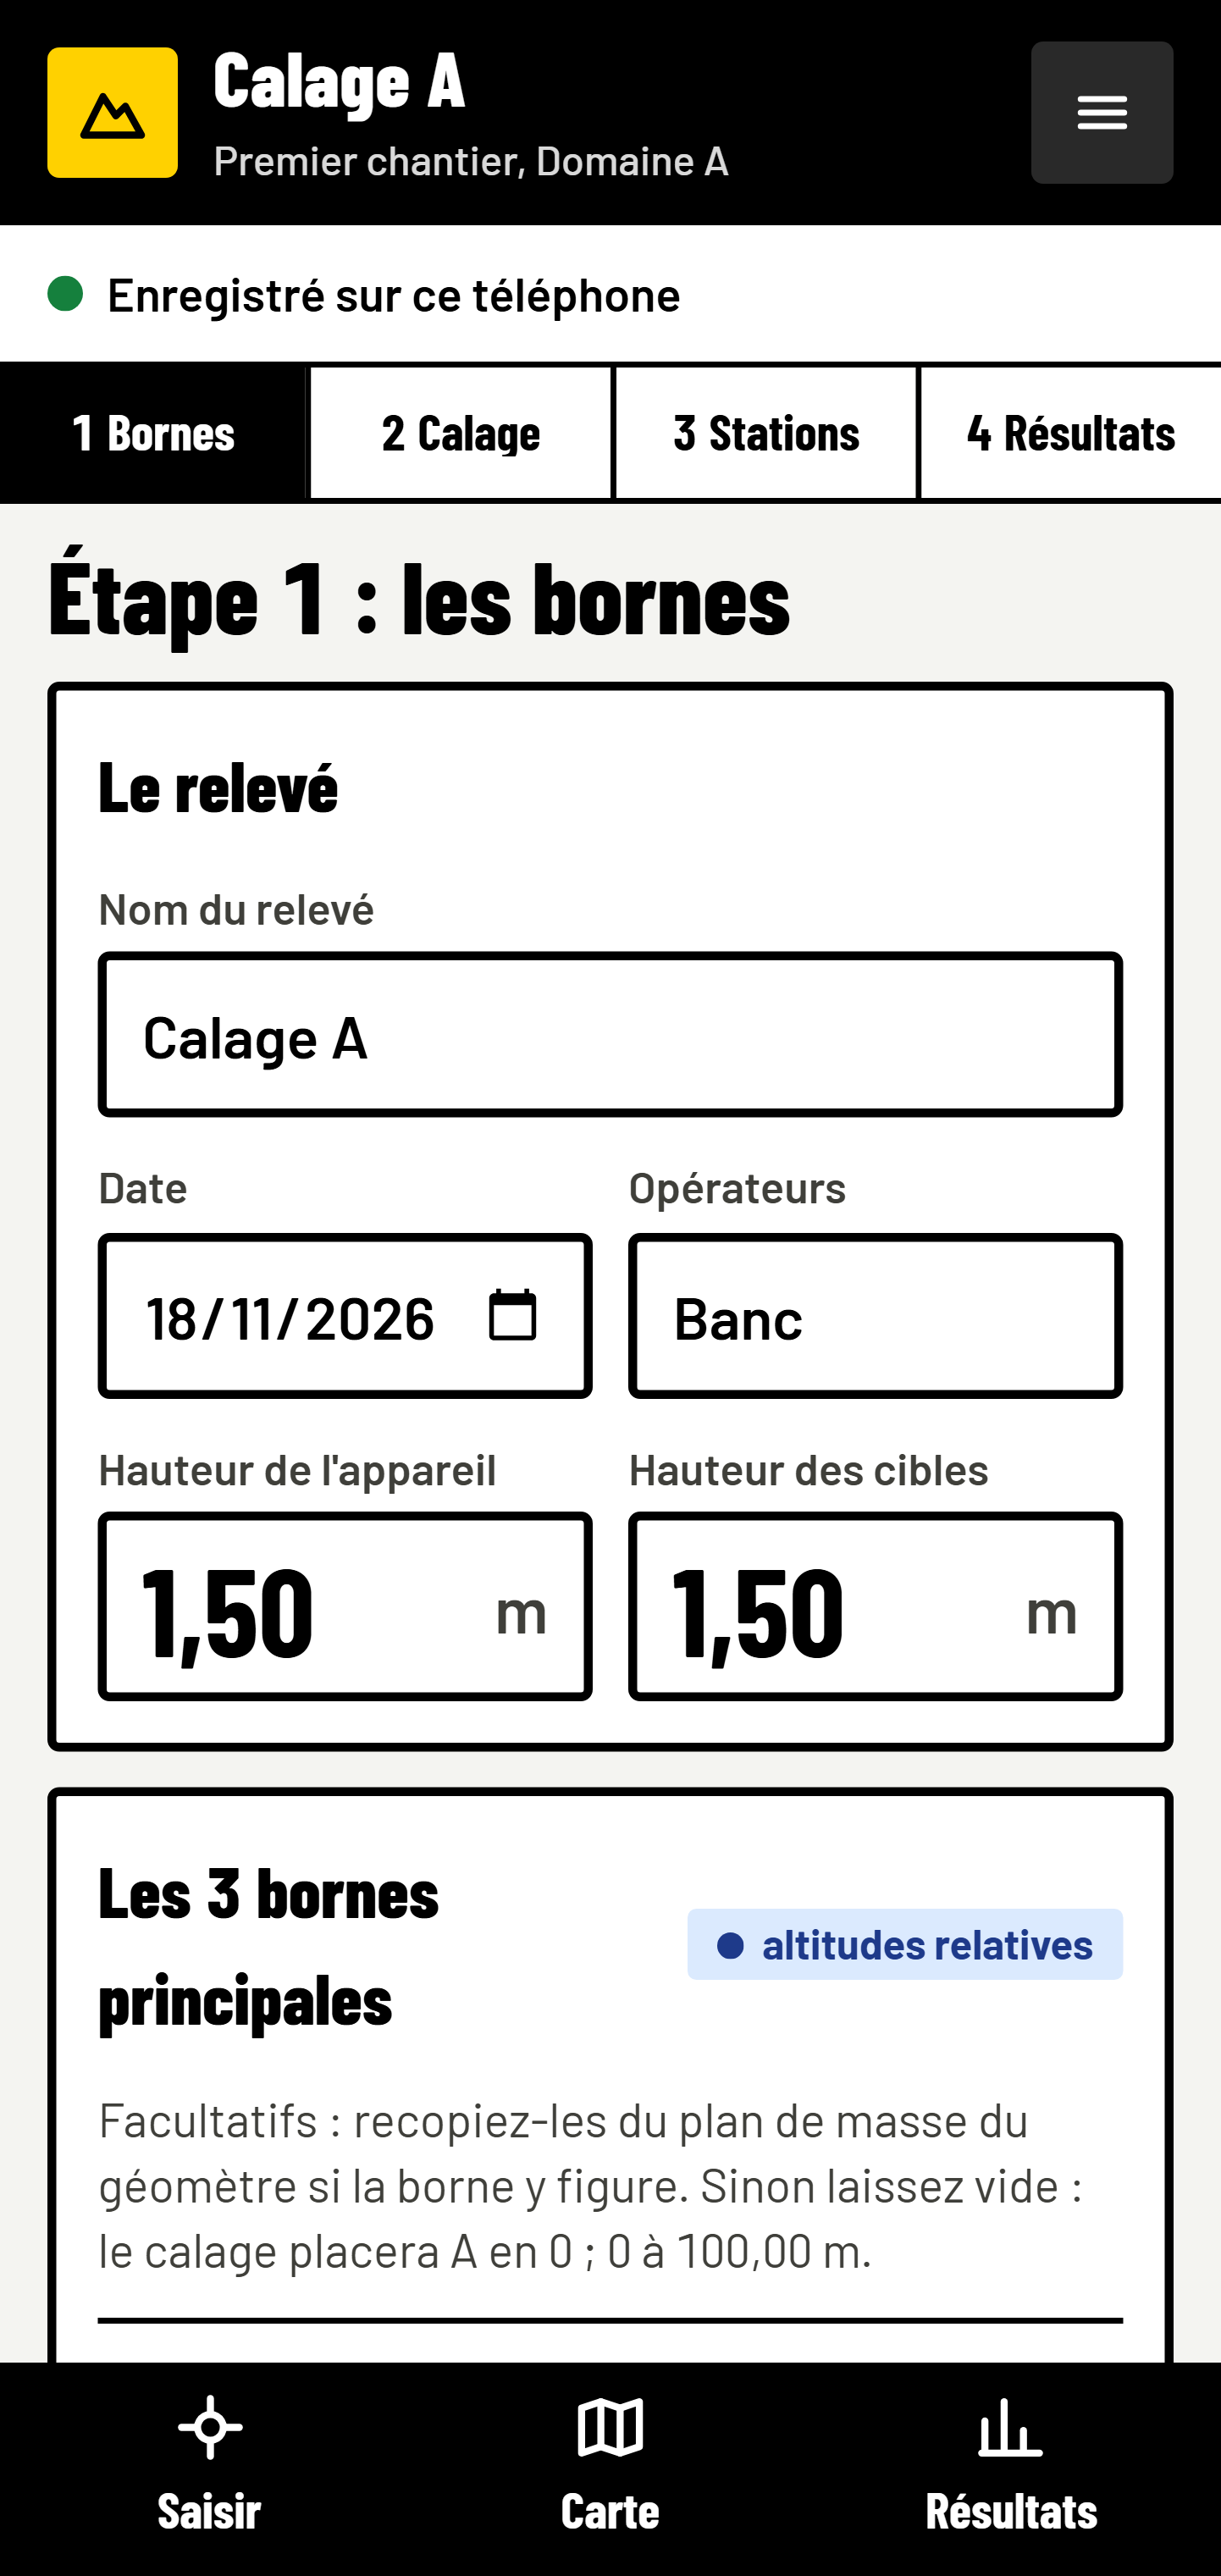 Calage A
Premier chantier, Domaine A
Enregistré sur ce téléphone
1 Bornes
2 Calage
3 Stations
4 Résultats
Étape 1 : les bornes
Le relevé
Nom du relevé
Calage A
Date
Opérateurs
18/11/2026
Banc
Hauteur de l'appareil
Hauteur des cibles
1,50 m
1,50 m
Les 3 bornes
principales
altitudes relatives
Facultatifs : recopiez-les du plan de masse du
géomètre si la borne y figure. Sinon laissez vide :
le calage placera A en 0 ; 0 à 100,00 m.
Saisir
Carte
Résultats